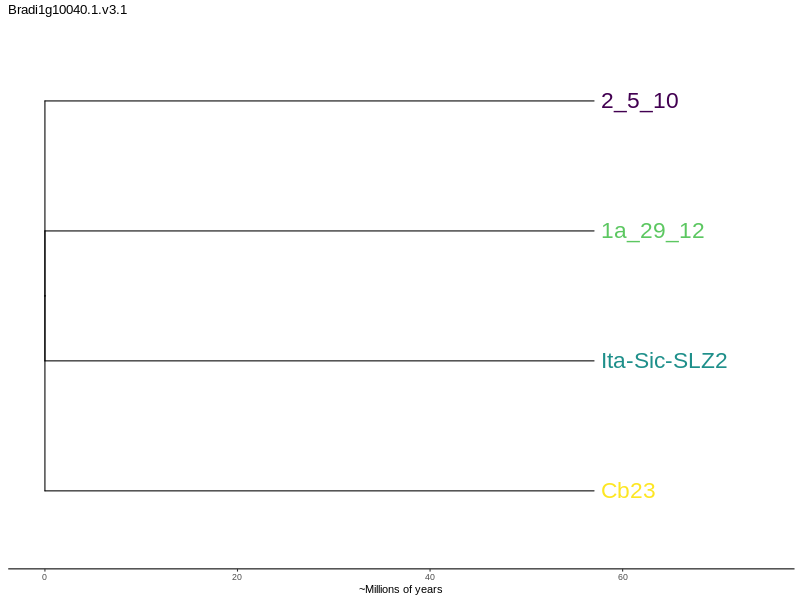 Bradi1g10040.1.v3.1
2_5_10
1a_29_12
Ita-Sic-SLZ2
Cb23
0 20 40 60
~Millions of years